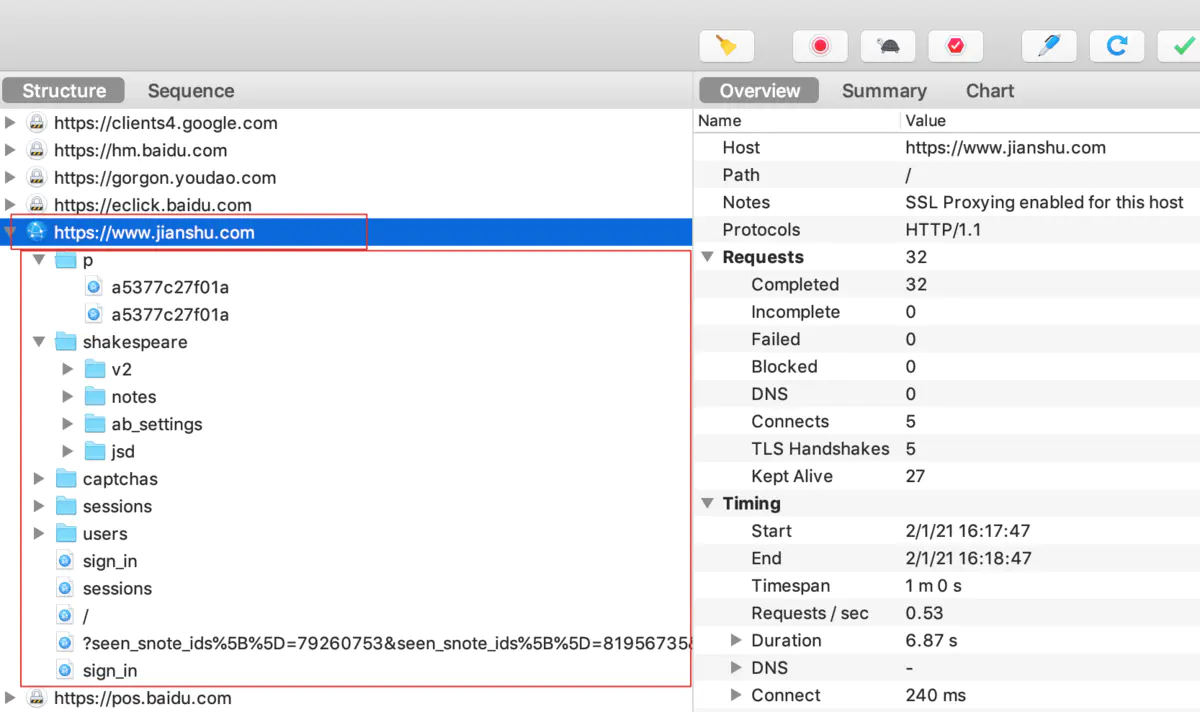 Structure Sequence
https://clients4.google.com
https://hm.baidu.com
https://gorgon.youdao.com
https://eclick.baidu.com
https://www.jianshu.com
p
a5377c27f01a
a5377c27f01a
shakespeare
v2
notes
ab_settings
jsd
captchas
sessions
users
sign_in
sessions
/
?seen_snote_ids%5B%5D=79260753&seen_snote_ids%5B%5D=81956735&
sign_in
https://pos.baidu.com
Overview Summary Chart
Name Value
Host https://www.jianshu.com
Path /
Notes SSL Proxying enabled for this host
Protocols HTTP/1.1
Requests 32
Completed 32
Incomplete 0
Failed 0
Blocked 0
DNS 0
Connects 5
TLS Handshakes 5
Kept Alive 27
Timing
Start 2/1/21 16:17:47
End 2/1/21 16:18:47
Timespan 1 m 0 s
Requests / sec 0.53
Duration 6.87 s
DNS -
Connect 240 ms